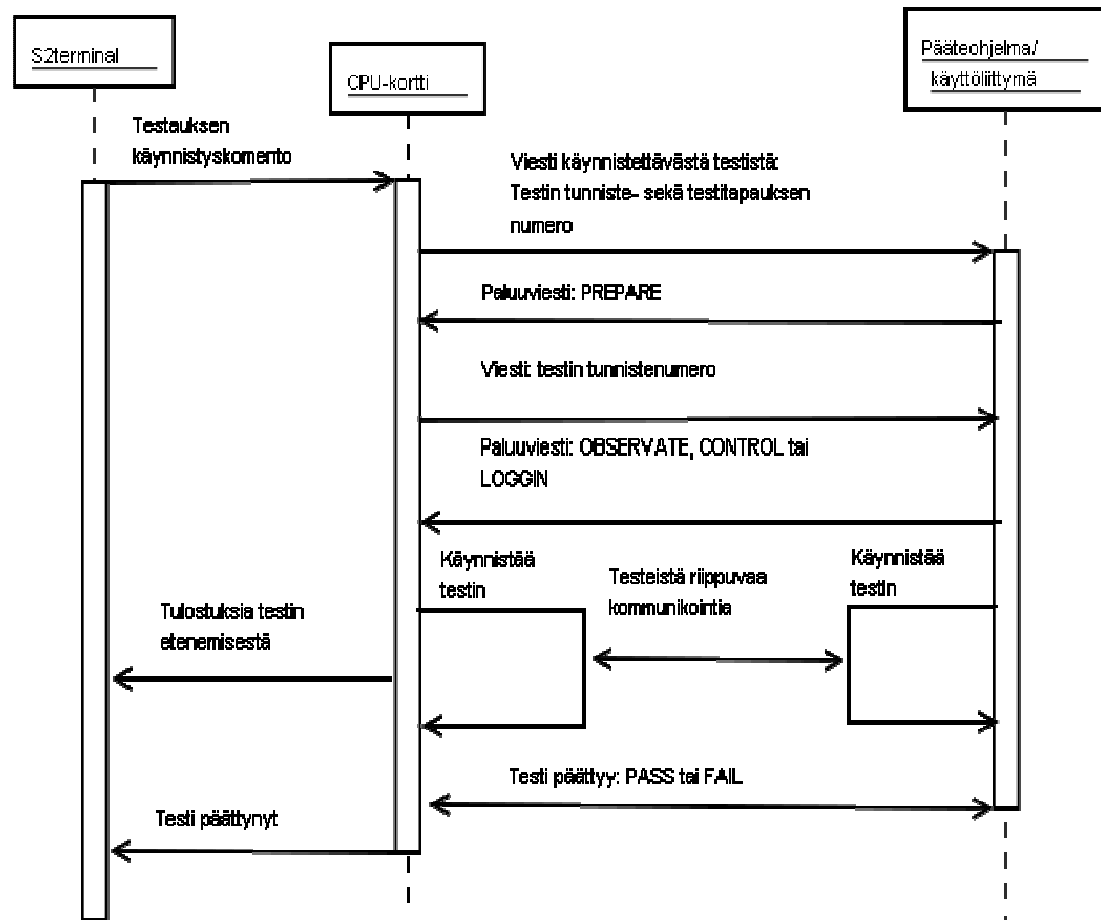 S2terminal
CPU-kortti
Pääteohjelma/
käyttöliittymä
Testauksen
käynnistyskomento
Viesti käynnistettävästä testistä:
Testin tunniste- sekä testitapauksen
numero
Paluuviesti: PREPARE
Viesti: testin tunnistenumero
Paluuviesti: OBSERVATE, CONTROL tai
LOGGIN
Käynnistää
testin
Testeistä riippuvaa
kommunikointia
Käynnistää
testin
Tulostuksia testin
etenemisestä
Testi päättyy: PASS tai FAIL
Testi päättynyt